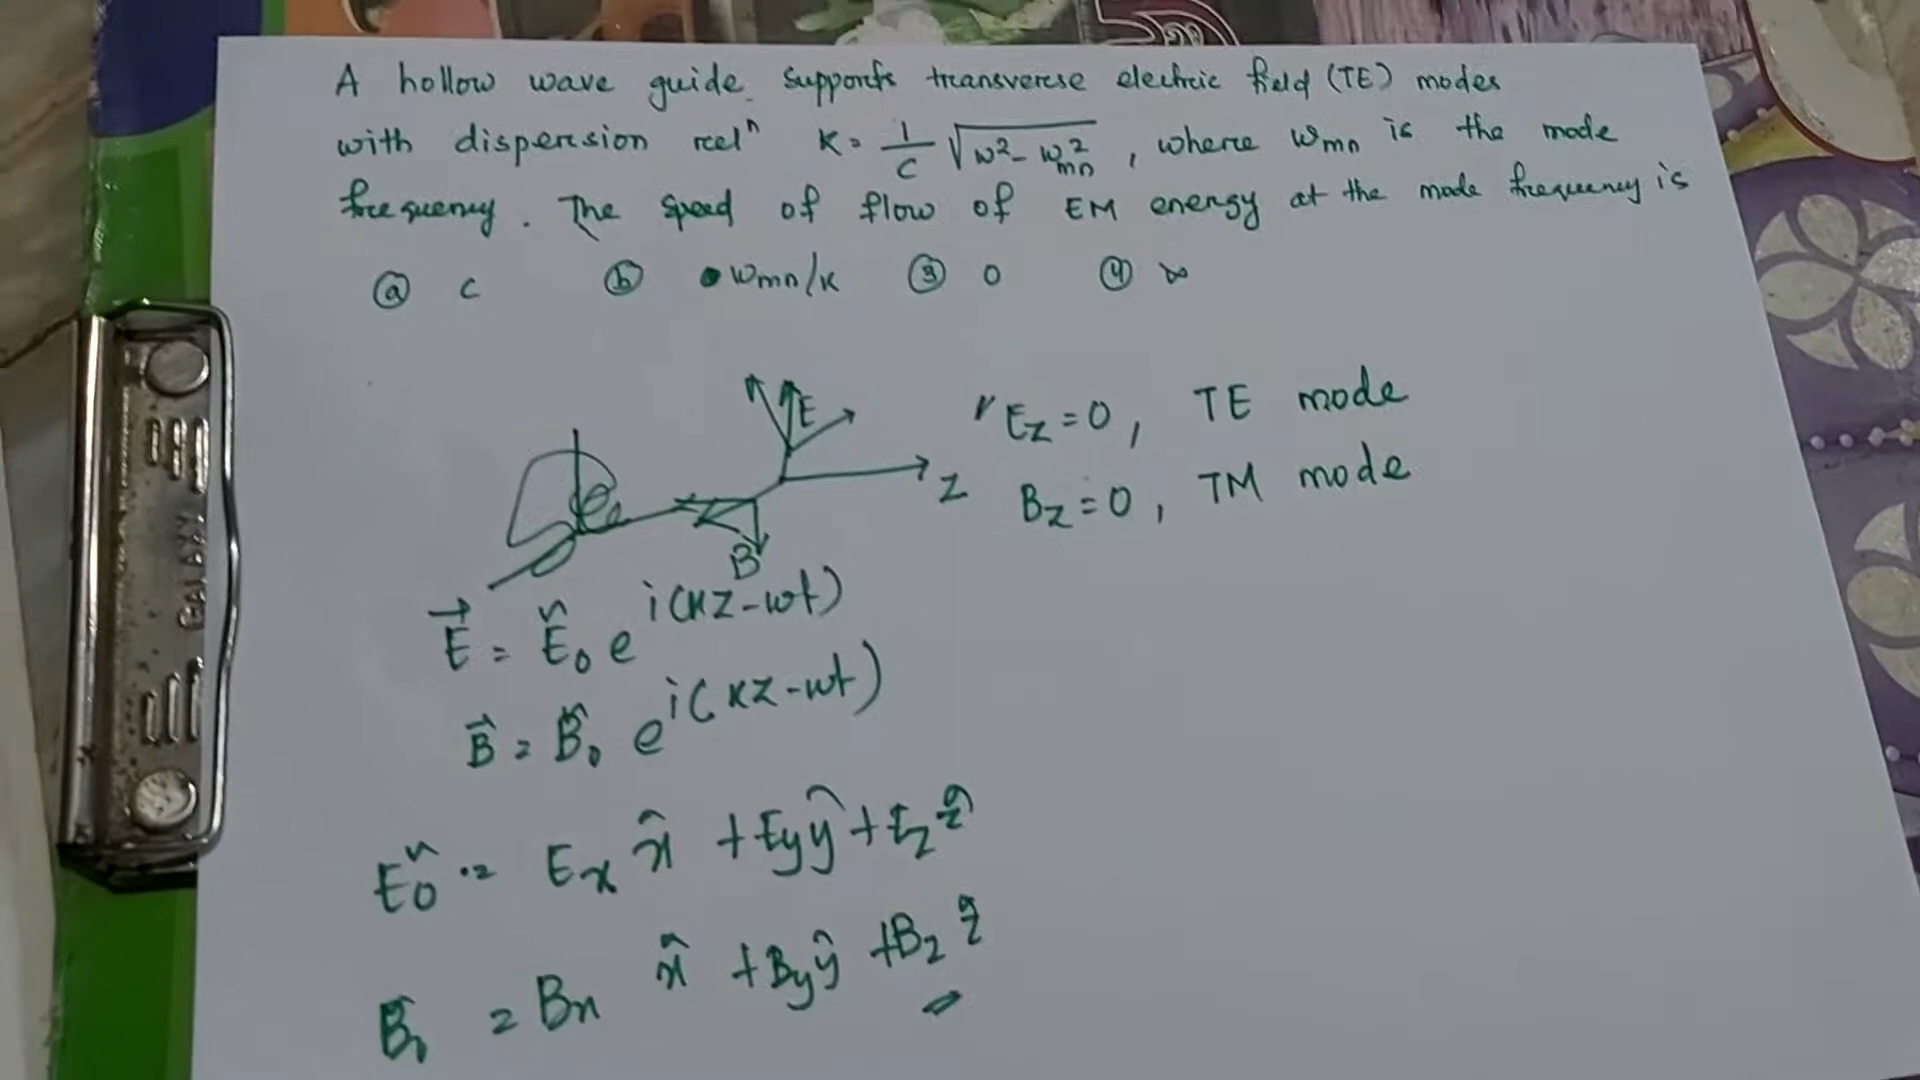 A hollow wave guide supports transverse electric field (TE) modes
with dispersion relⁿ K = 1/C √(ω² - ω²mn) , where ωmn is the mode
frequency. The speed of flow of EM energy at the mode frequency is
ⓐ C ⓑ ωmn/K ③ 0 ④ ∞
E
Z
B
Ez = 0, TE mode
Bz = 0, TM mode
E⃗ = Ẽ₀ e^i(KZ-ωt)
B⃗ = B̃₀ e^i(KZ-ωt)
Ẽ₀ = Ex x̂ + Ey ŷ + Ez ẑ
B̃₀ = Bx x̂ + By ŷ + Bz ẑ
GALAXY